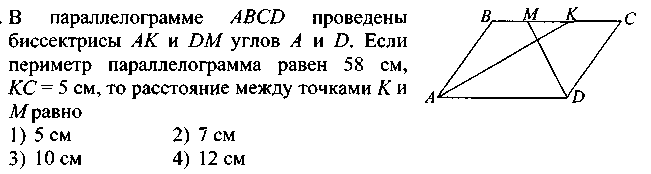 . В параллелограмме ABCD проведены
биссектрисы AK и DM углов A и D. Если
периметр параллелограмма равен 58 см,
KC = 5 см, то расстояние между точками K и
M равно
1) 5 см 2) 7 см
3) 10 см 4) 12 см
B M K C
A D